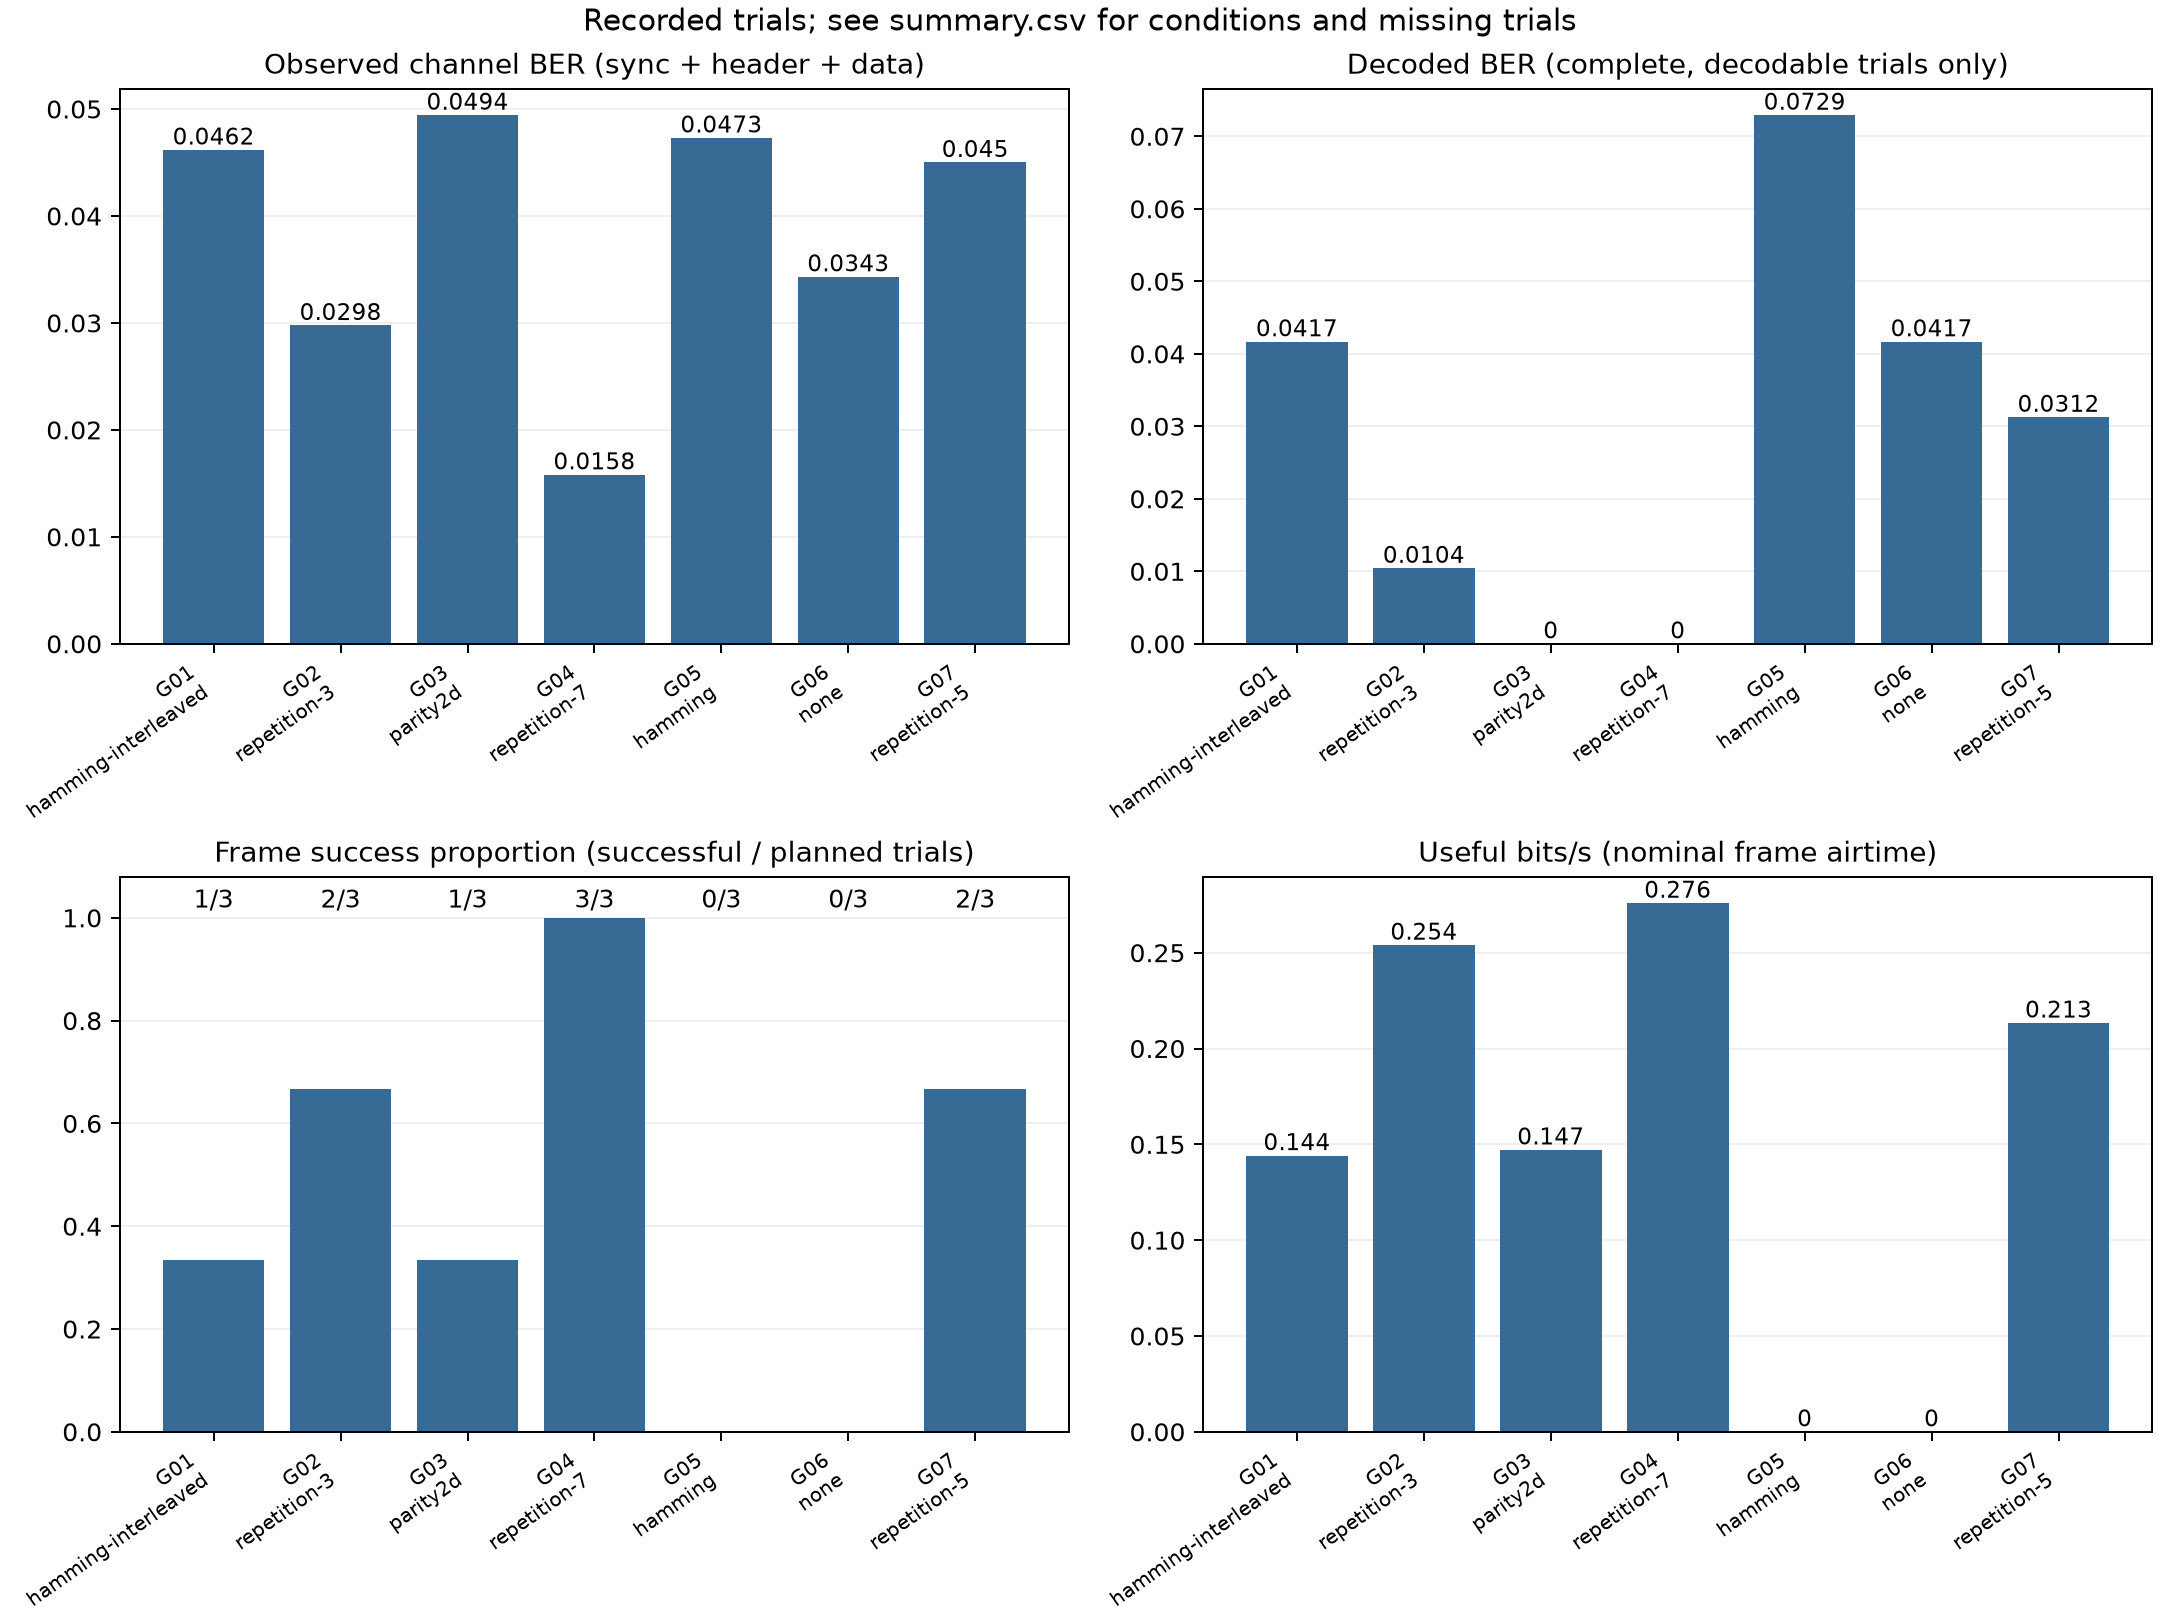 Recorded trials; see summary.csv for conditions and missing trials
Observed channel BER (sync + header + data)
0.05
0.04
0.03
0.02
0.01
0.00
0.0462
0.0298
0.0494
0.0158
0.0473
0.0343
0.045
G01
hamming-interleaved
G02
repetition-3
G03
parity2d
G04
repetition-7
G05
hamming
G06
none
G07
repetition-5
Decoded BER (complete, decodable trials only)
0.07
0.06
0.05
0.04
0.03
0.02
0.01
0.00
0.0417
0.0104
0
0
0.0729
0.0417
0.0312
G01
hamming-interleaved
G02
repetition-3
G03
parity2d
G04
repetition-7
G05
hamming
G06
none
G07
repetition-5
Frame success proportion (successful / planned trials)
1.0
0.8
0.6
0.4
0.2
0.0
1/3
2/3
1/3
3/3
0/3
0/3
2/3
G01
hamming-interleaved
G02
repetition-3
G03
parity2d
G04
repetition-7
G05
hamming
G06
none
G07
repetition-5
Useful bits/s (nominal frame airtime)
0.25
0.20
0.15
0.10
0.05
0.00
0.144
0.254
0.147
0.276
0
0
0.213
G01
hamming-interleaved
G02
repetition-3
G03
parity2d
G04
repetition-7
G05
hamming
G06
none
G07
repetition-5